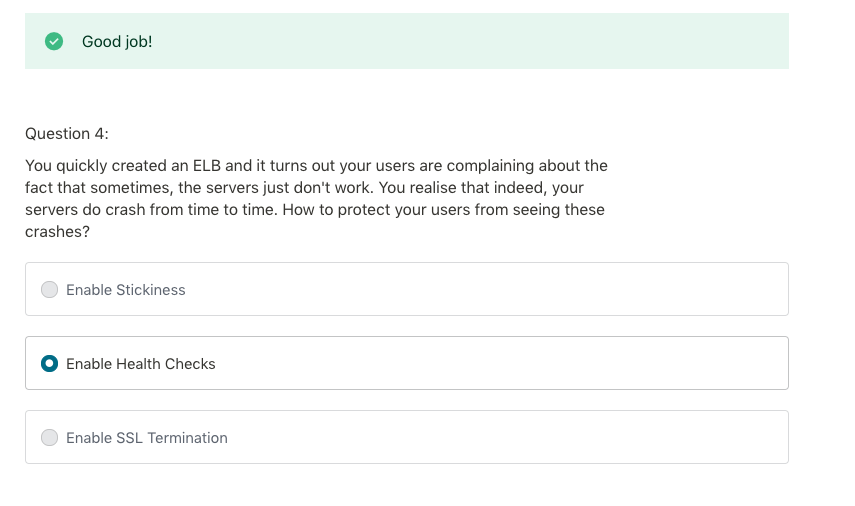 Good job!
Question 4:
You quickly created an ELB and it turns out your users are complaining about the
fact that sometimes, the servers just don't work. You realise that indeed, your
servers do crash from time to time. How to protect your users from seeing these
crashes?
Enable Stickiness
Enable Health Checks
Enable SSL Termination